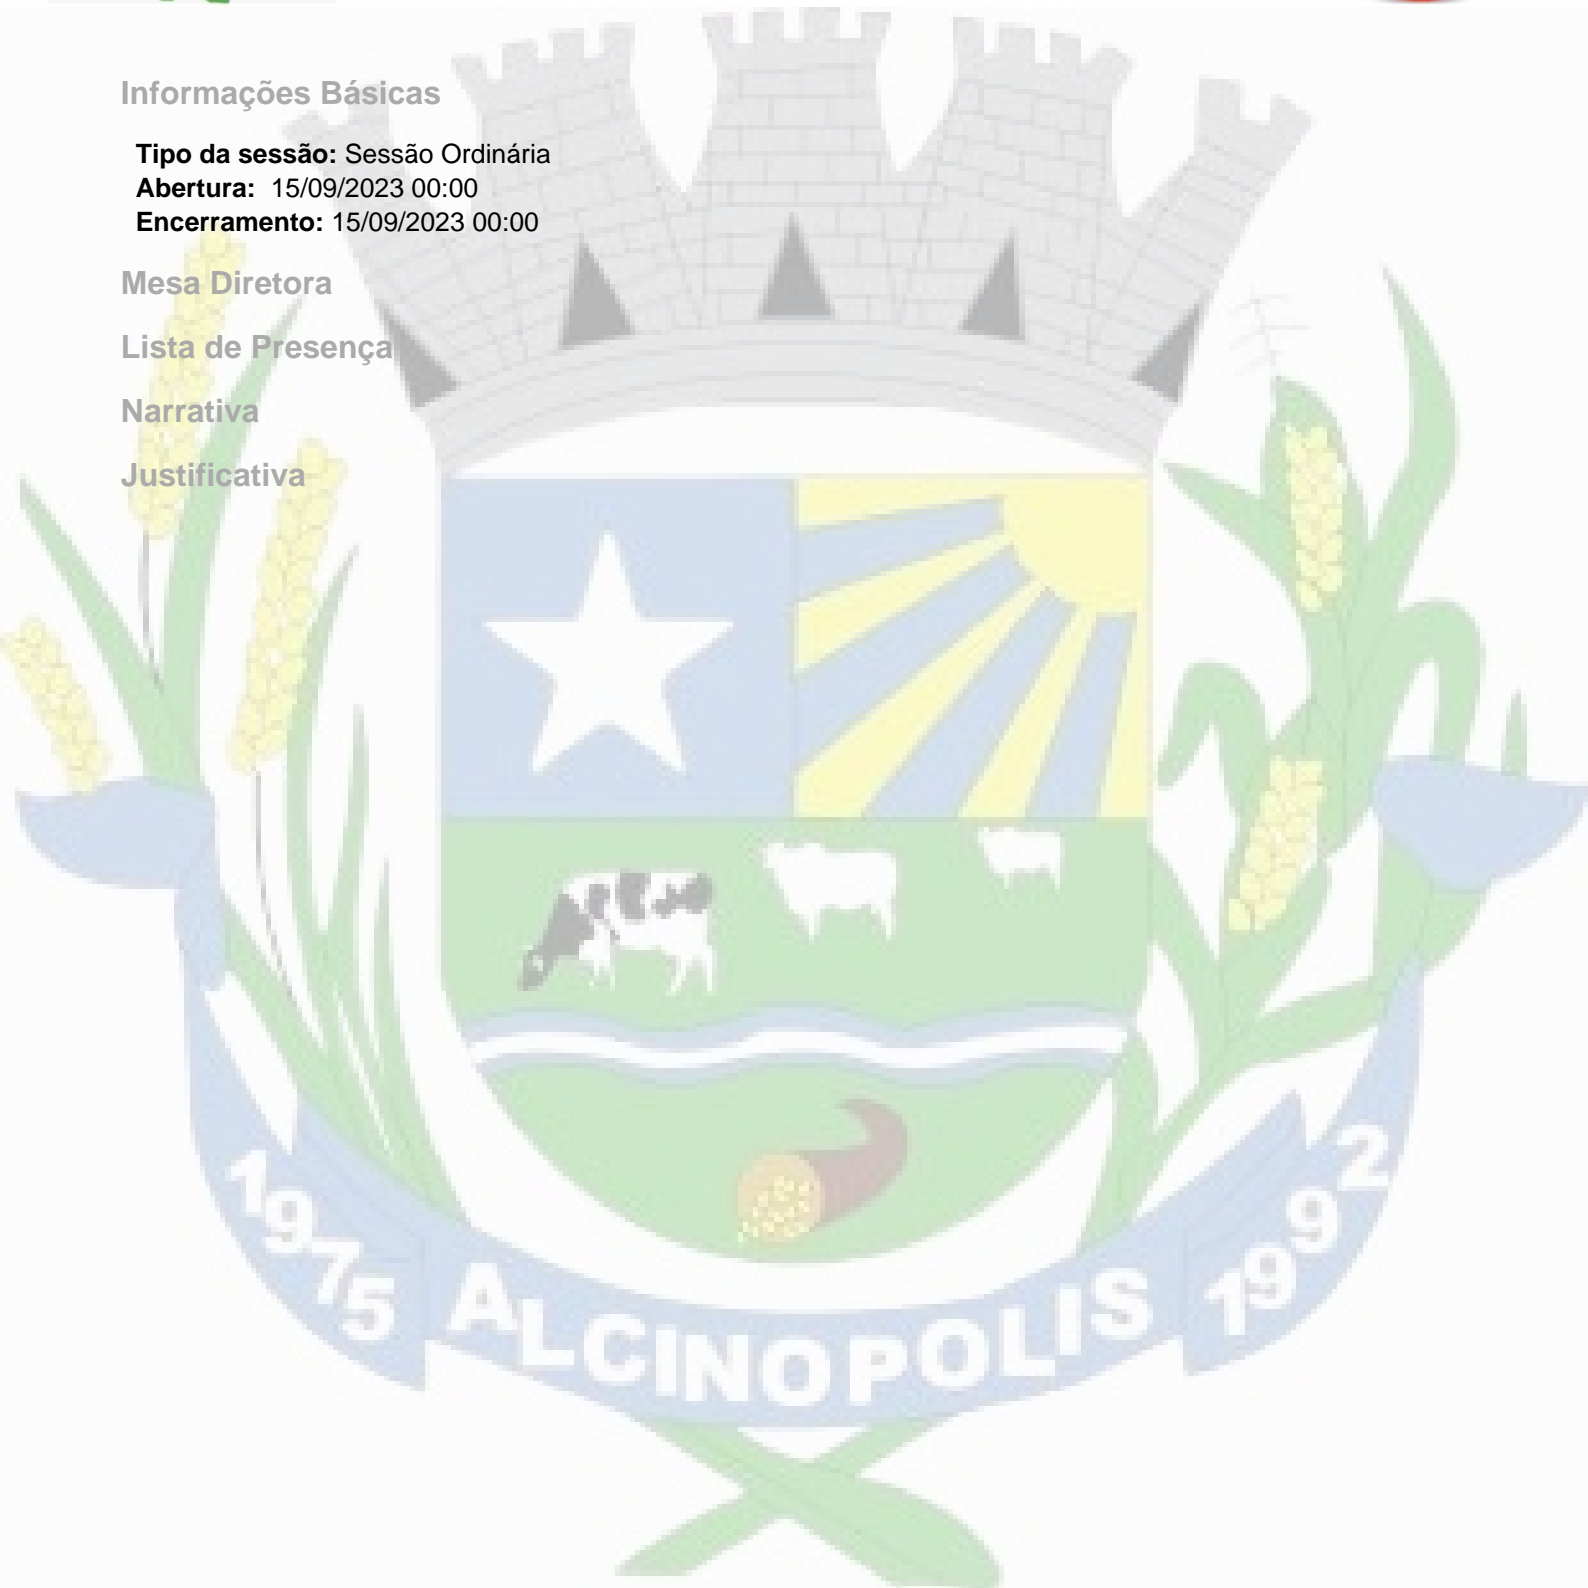 Informações Básicas
Tipo da sessão: Sessão Ordinária
Abertura: 15/09/2023 00:00
Encerramento: 15/09/2023 00:00
Mesa Diretora
Lista de Presença
Narrativa
Justificativa
1975 ALCINOPOLIS 1992